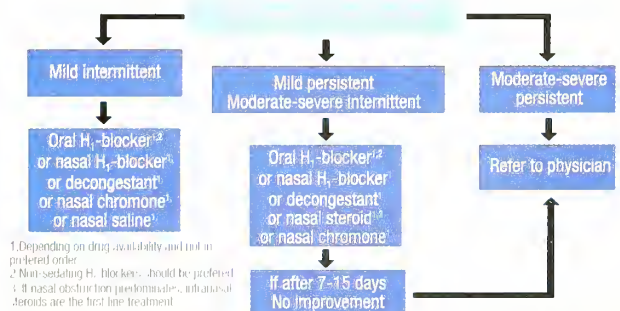 Mild intermittent
Oral H₁-blocker¹,²
or nasal H₁-blocker¹
or decongestant¹
or nasal chromone¹
or nasal saline¹
Mild persistent
Moderate-severe intermittent
Oral H₁-blocker¹,²
or nasal H₁-blocker
or decongestant¹
or nasal steroid¹,³
or nasal chromone¹
If after 7-15 days
No improvement
Moderate-severe
persistent
Refer to physician
1.Depending on drug availability and not in
prefered order
2 Non-sedating H₁ blockers should be prefered
3 If nasal obstruction predominates, intranasal
steroids are the first line treatment